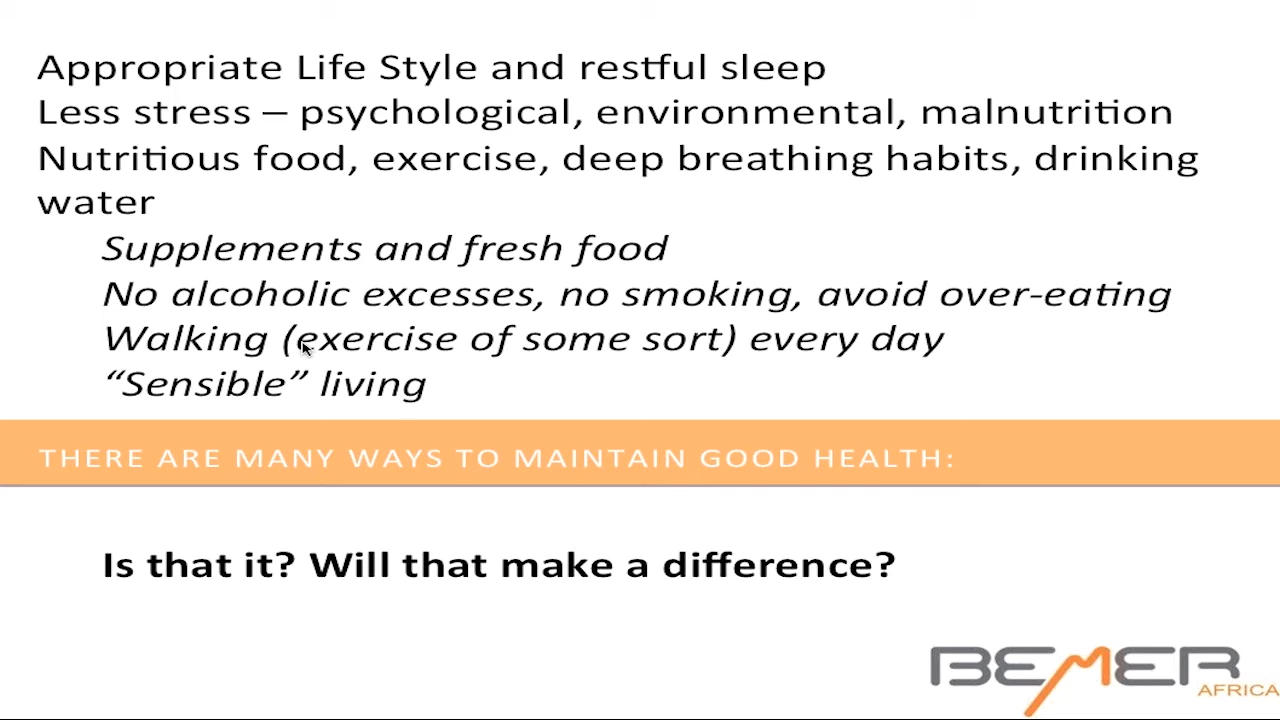 Appropriate Life Style and restful sleep
Less stress – psychological, environmental, malnutrition
Nutritious food, exercise, deep breathing habits, drinking
water
Supplements and fresh food
No alcoholic excesses, no smoking, avoid over-eating
Walking (exercise of some sort) every day
“Sensible” living
THERE ARE MANY WAYS TO MAINTAIN GOOD HEALTH:
Is that it? Will that make a difference?
BEMER
AFRICA